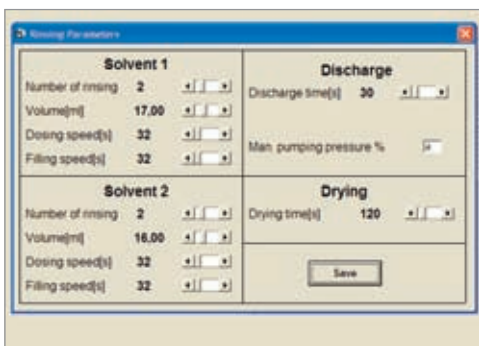 Rinsing Parameters
Solvent 1
Number of rinsing 2
Volume[ml] 17,00
Dosing speed[s] 32
Filling speed[s] 32
Solvent 2
Number of rinsing 2
Volume[ml] 16,00
Dosing speed[s] 32
Filling speed[s] 32
Discharge
Discharge time[s] 30
Man. pumping pressure %
Drying
Drying time[s] 120
Save